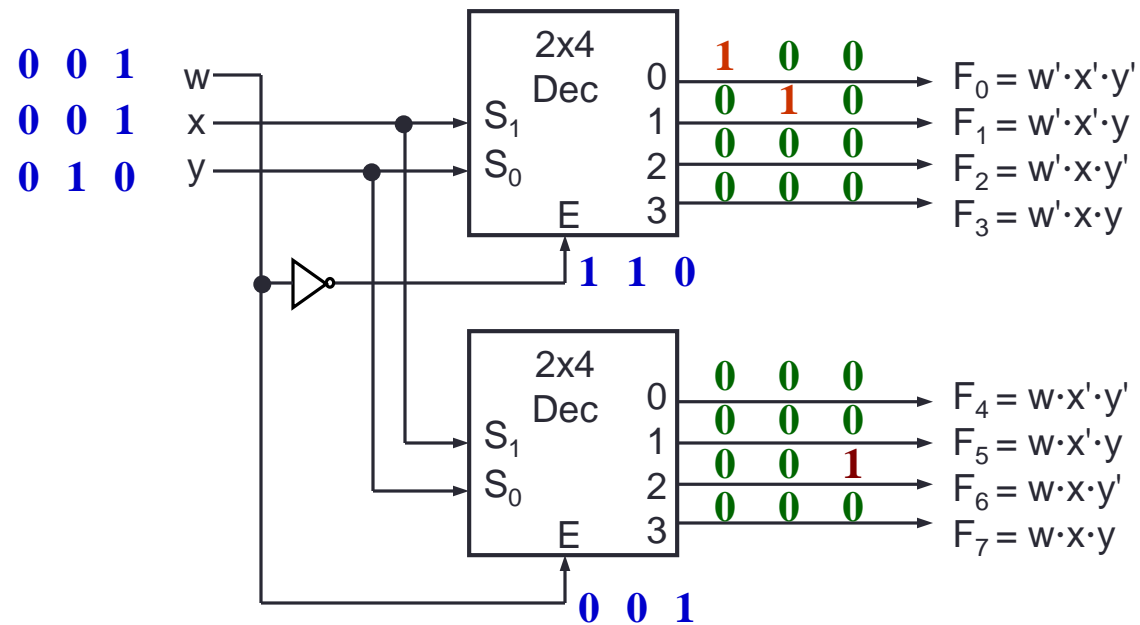 0 0 1 w
0 0 1 x
0 1 0 y
2x4
Dec
S1
S0
E
0
1
2
3
1 0 0
0 1 0
0 0 0
0 0 0
F0 = w'·x'·y'
F1 = w'·x'·y
F2 = w'·x·y'
F3 = w'·x·y
1 1 0
2x4
Dec
S1
S0
E
0
1
2
3
0 0 0
0 0 0
0 0 1
0 0 0
F4 = w·x'·y'
F5 = w·x'·y
F6 = w·x·y'
F7 = w·x·y
0 0 1